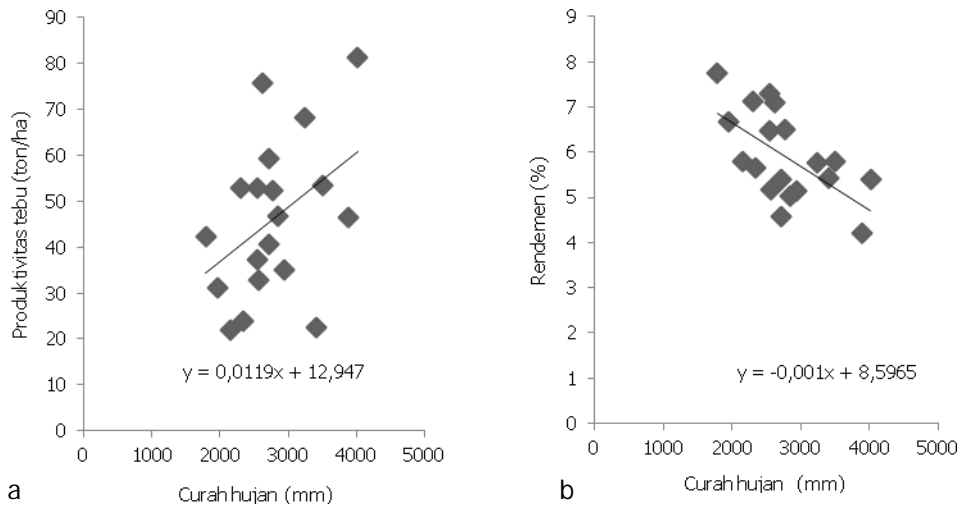 90
80
70
60
50
40
30
20
10
0
Produktivitas tebu (ton/ha)
y = 0,0119x + 12,947
0 1000 2000 3000 4000 5000
Curah hujan (mm)
a
9
8
7
6
5
4
3
2
1
0
Rendemen (%)
y = -0,001x + 8,5965
0 1000 2000 3000 4000 5000
Curah hujan (mm)
b